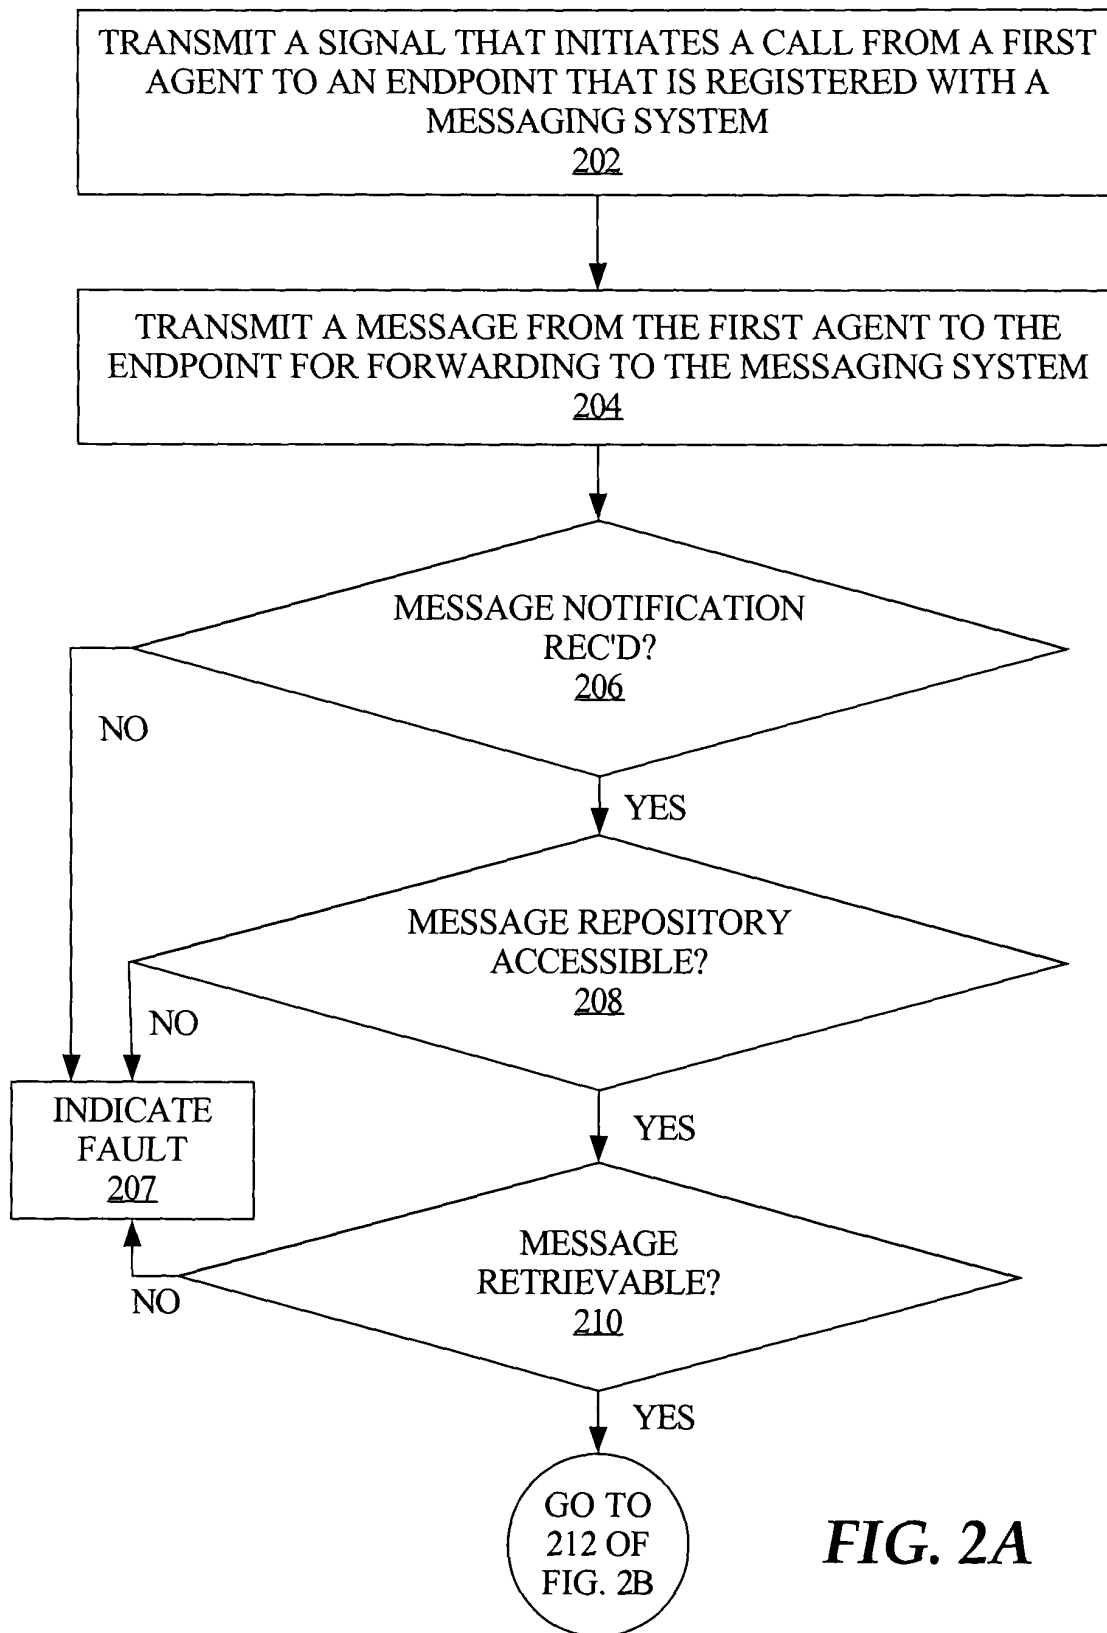 TRANSMIT A SIGNAL THAT INITIATES A CALL FROM A FIRST
AGENT TO AN ENDPOINT THAT IS REGISTERED WITH A
MESSAGING SYSTEM
202
TRANSMIT A MESSAGE FROM THE FIRST AGENT TO THE
ENDPOINT FOR FORWARDING TO THE MESSAGING SYSTEM
204
MESSAGE NOTIFICATION
REC'D?
206
NO
YES
MESSAGE REPOSITORY
ACCESSIBLE?
208
NO
YES
INDICATE
FAULT
207
MESSAGE
RETRIEVABLE?
210
NO
YES
GO TO
212 OF
FIG. 2B
FIG. 2A